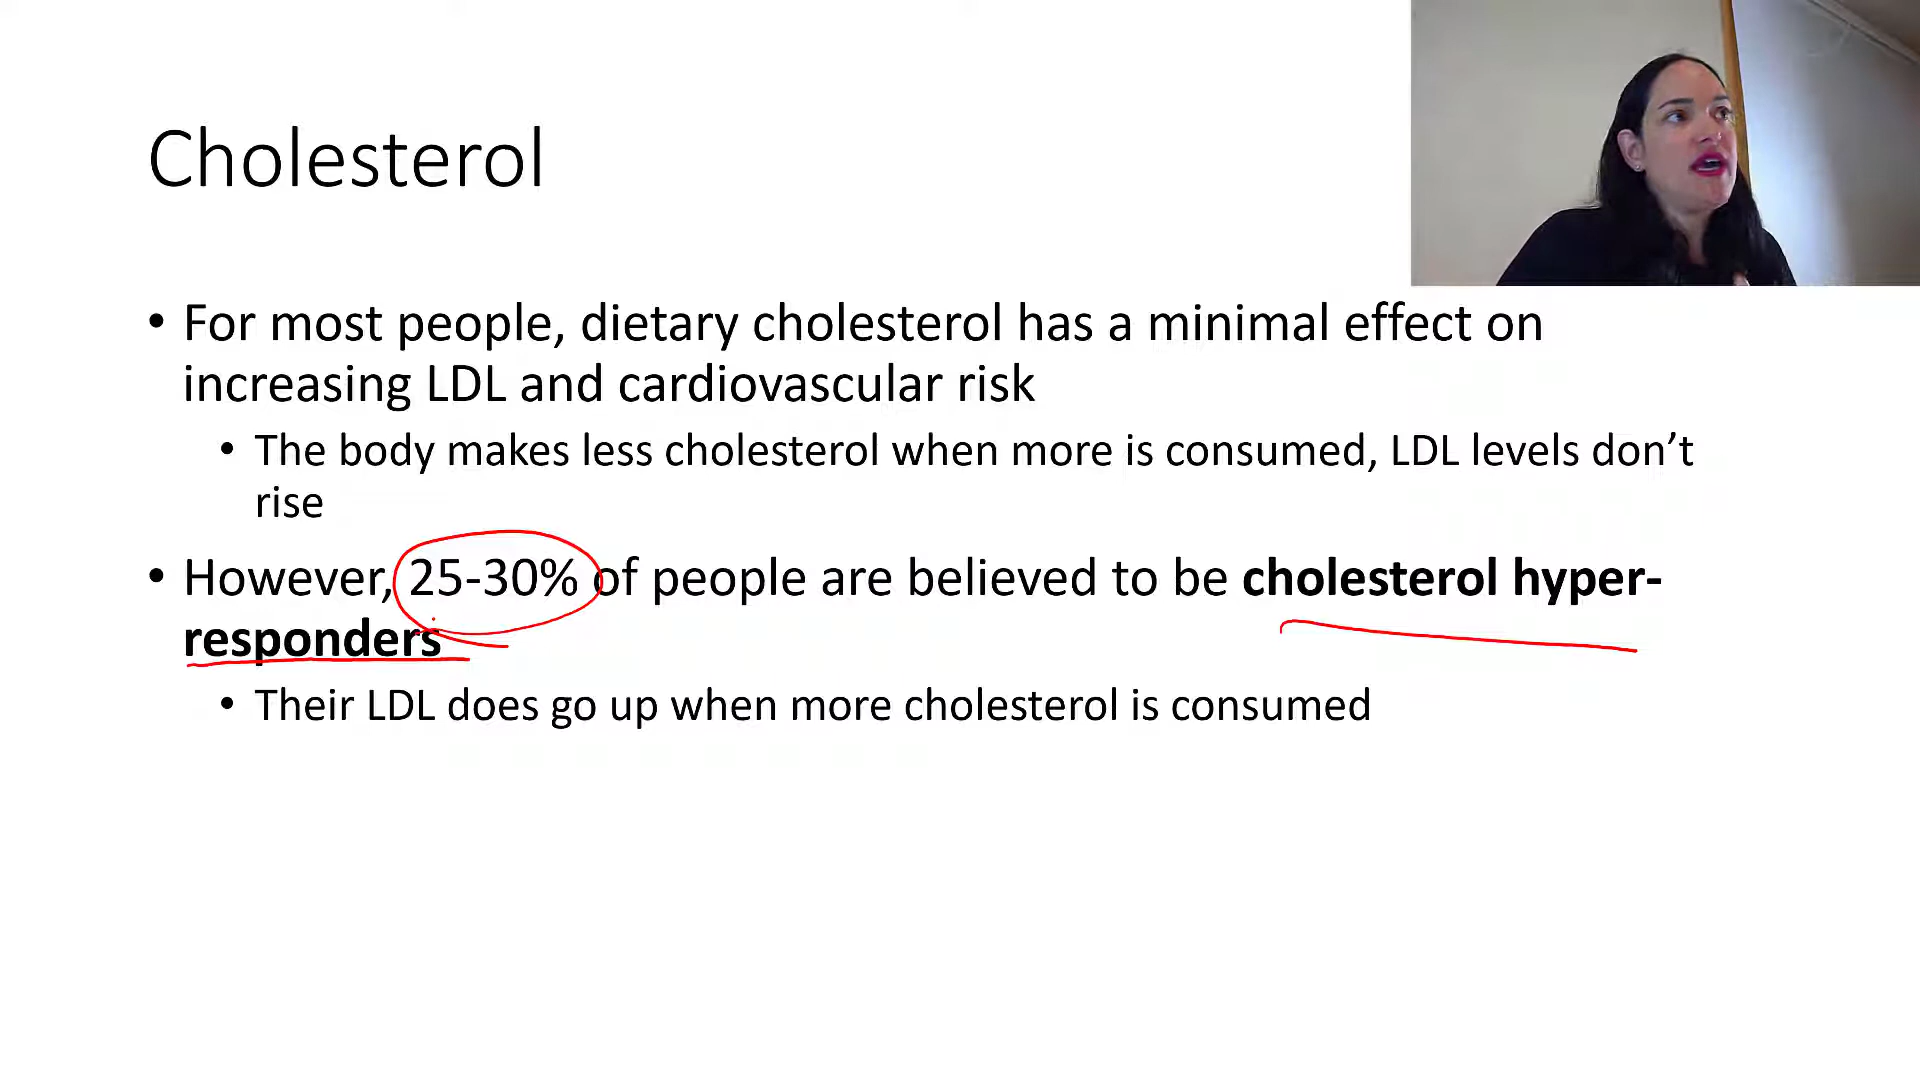 Cholesterol
• For most people, dietary cholesterol has a minimal effect on
increasing LDL and cardiovascular risk
• The body makes less cholesterol when more is consumed, LDL levels don’t
rise
• However, 25-30% of people are believed to be cholesterol hyper-
responders
• Their LDL does go up when more cholesterol is consumed